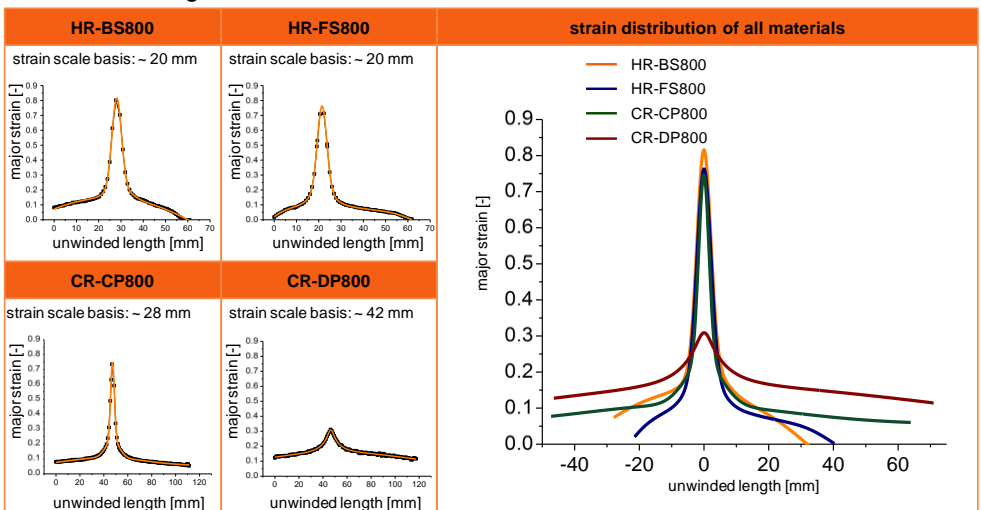 HR-BS800
HR-FS800
strain distribution of all materials
strain scale basis: ~ 20 mm
major strain [-]
0.9
0.8
0.7
0.6
0.5
0.4
0.3
0.2
0.1
0.0
0 10 20 30 40 50 60 70
unwinded length [mm]
strain scale basis: ~ 20 mm
major strain [-]
0.9
0.8
0.7
0.6
0.5
0.4
0.3
0.2
0.1
0.0
0 10 20 30 40 50 60 70
unwinded length [mm]
CR-CP800
CR-DP800
strain scale basis: ~ 28 mm
major strain [-]
0.9
0.8
0.7
0.6
0.5
0.4
0.3
0.2
0.1
0.0
0 20 40 60 80 100 120
unwinded length [mm]
strain scale basis: ~ 42 mm
major strain [-]
0.9
0.8
0.7
0.6
0.5
0.4
0.3
0.2
0.1
0.0
0 20 40 60 80 100 120
unwinded length [mm]
HR-BS800
HR-FS800
CR-CP800
CR-DP800
major strain [-]
0.9
0.8
0.7
0.6
0.5
0.4
0.3
0.2
0.1
0.0
-40 -20 0 20 40 60
unwinded length [mm]